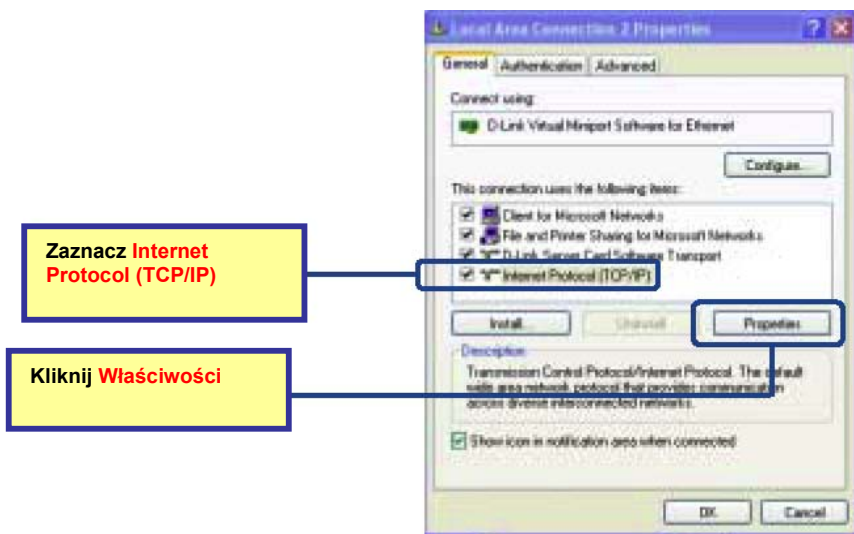 Local Area Connection 2 Properties
General Authentication Advanced
Connect using:
D-Link Virtual Miniport Software for Ethernet
Configure...
This connection uses the following items:
Client for Microsoft Networks
File and Printer Sharing for Microsoft Networks
D-Link Server Card Software Transport
Internet Protocol (TCP/IP)
Zaznacz Internet
Protocol (TCP/IP)
Install... Uninstall Properties
Kliknij Właściwości
Description
Transmission Control Protocol/Internet Protocol. The default
wide area network protocol that provides communication
across diverse interconnected networks.
Show icon in notification area when connected
OK Cancel